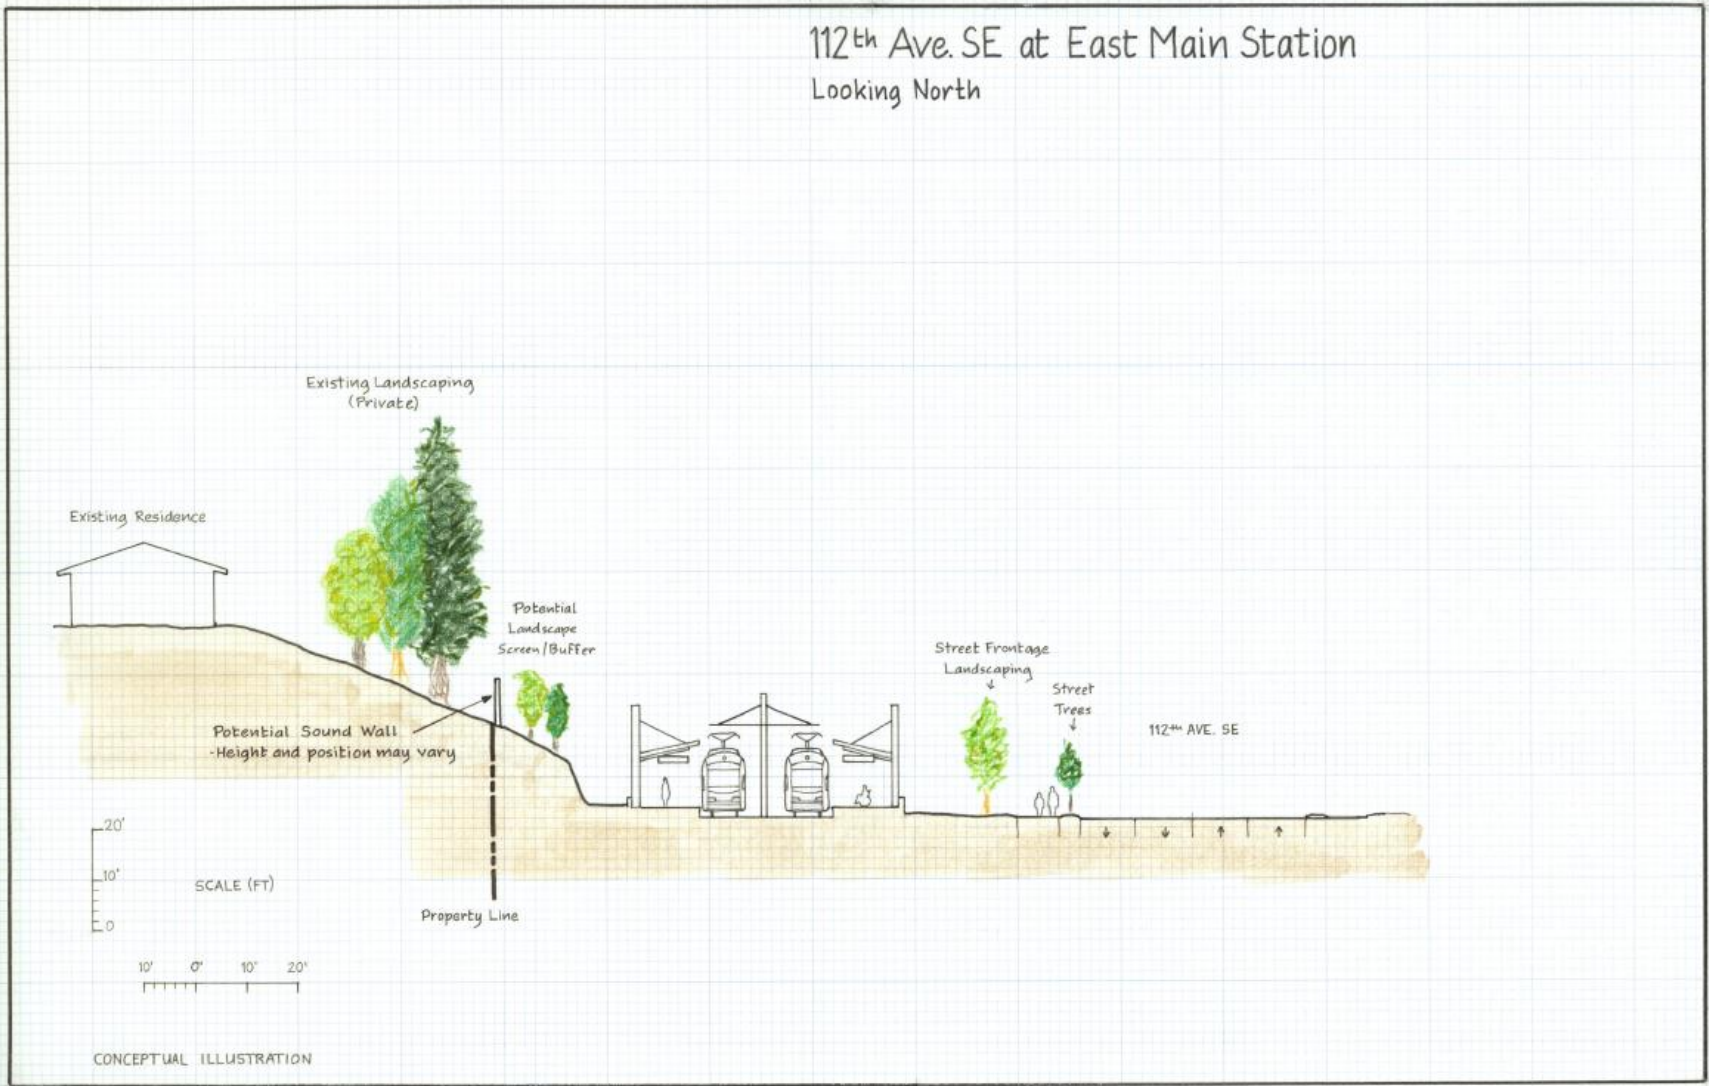 112th Ave. SE at East Main Station
Looking North
Existing Landscaping
(Private)
Existing Residence
Potential
Landscape
Screen/Buffer
Street Frontage
Landscaping
Street
Trees
112th AVE. SE
Potential Sound Wall
-Height and position may vary
20'
10'
0
SCALE (FT)
Property Line
10' 0' 10' 20'
CONCEPTUAL ILLUSTRATION